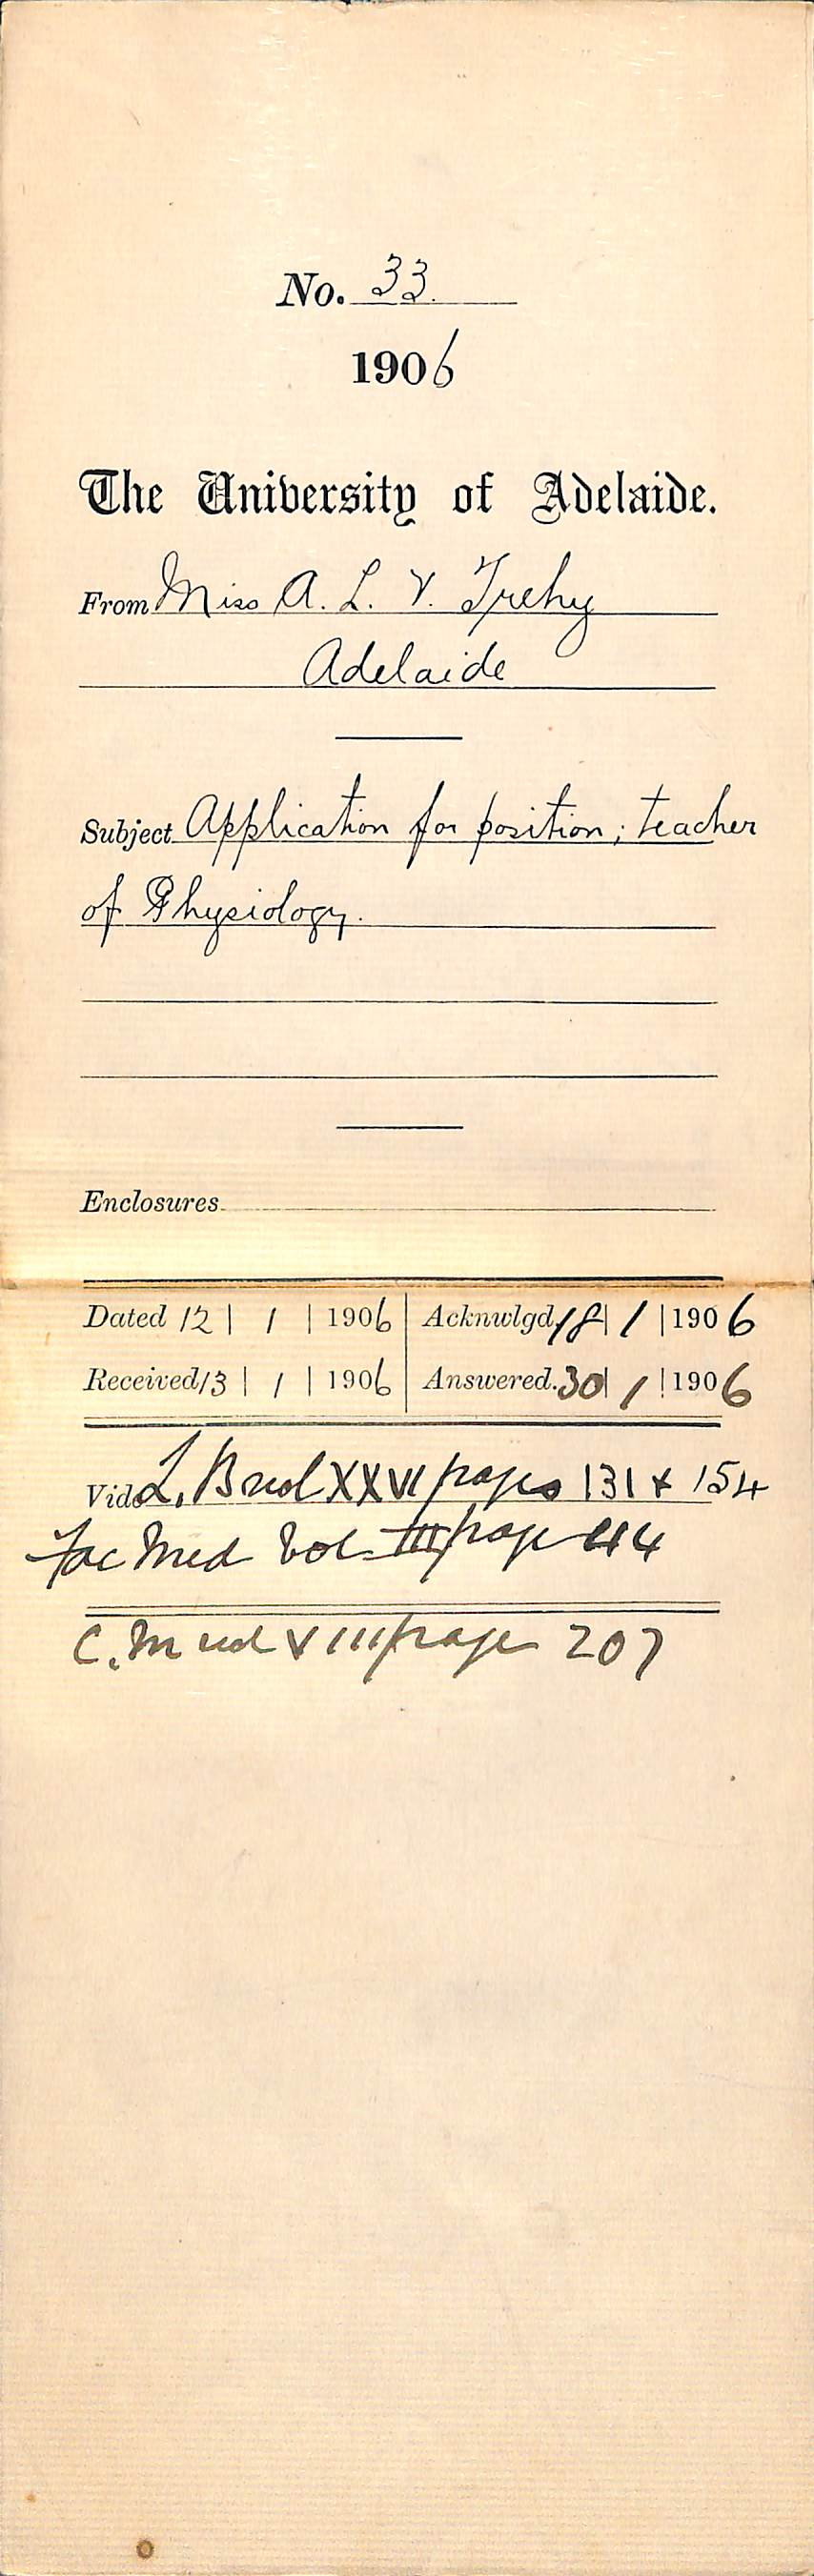 No. 33.
1906
The University of Adelaide.
From Miss A. L. V. Trehy
Adelaide
Subject Application for position; teacher
of Physiology.
Enclosures
Dated 12 | 1 | 1906 Acknwlgd. 18 | 1 | 1906
Received 13 | 1 | 1906 Answered. 30 | 1 | 1906
Vide L. B vol XXVI pages 131 & 154
Fac Med Vol III page
C. M vol VIII page 207